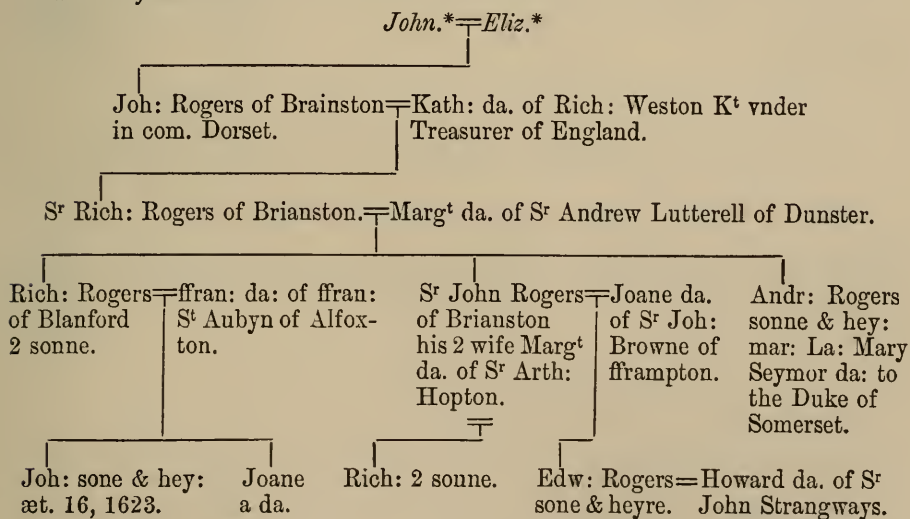 John.* Eliz.*
Joh: Rogers of Brainston in com. Dorset.
Kath: da. of Rich: Weston Kᵗ vnder Treasurer of England.
Sʳ Rich: Rogers of Brianston. Margᵗ da. of Sʳ Andrew Lutterell of Dunster.
Rich: Rogers
of Blanford
2 sonne.
ffran: da: of ffran:
Sᵗ Aubyn of Alfox-
ton.
Sʳ John Rogers
of Brianston
his 2 wife Margᵗ
da. of Sʳ Arth:
Hopton.
Joane da.
of Sʳ Joh:
Browne of
fframpton.
Andr: Rogers
sonne & hey:
mar: La: Mary
Seymor da: to
the Duke of
Somerset.
Joh: sone & hey:
æt. 16, 1623.
Joane
a da.
Rich: 2 sonne.
Edw: Rogers=Howard da. of Sʳ
sone & heyre. John Strangways.